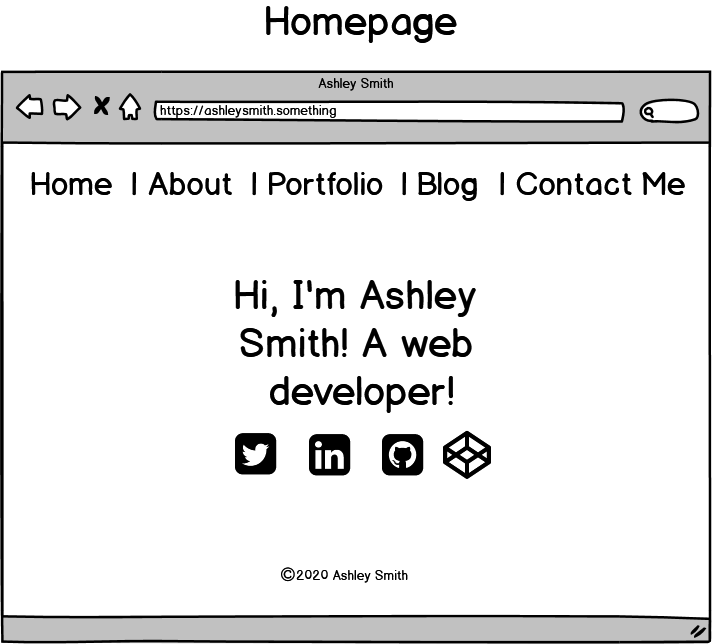 Homepage
Ashley Smith
https://ashleysmith.something
Home | About | Portfolio | Blog | Contact Me
Hi, I'm Ashley
Smith! A web
developer!
in
©2020 Ashley Smith